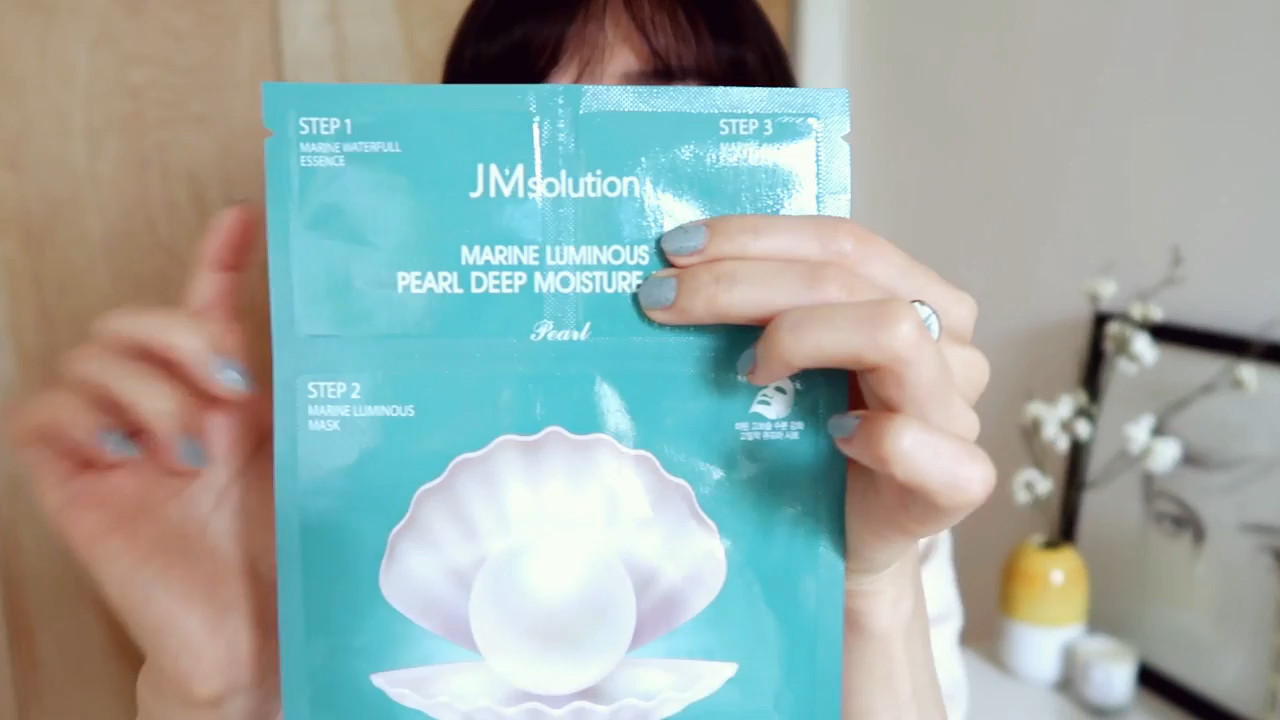 STEP 1
MARINE WATERFULL
ESSENCE
STEP 3
JMsolution
MARINE LUMINOUS
PEARL DEEP MOISTURE
Pearl
STEP 2
MARINE LUMINOUS
MASK